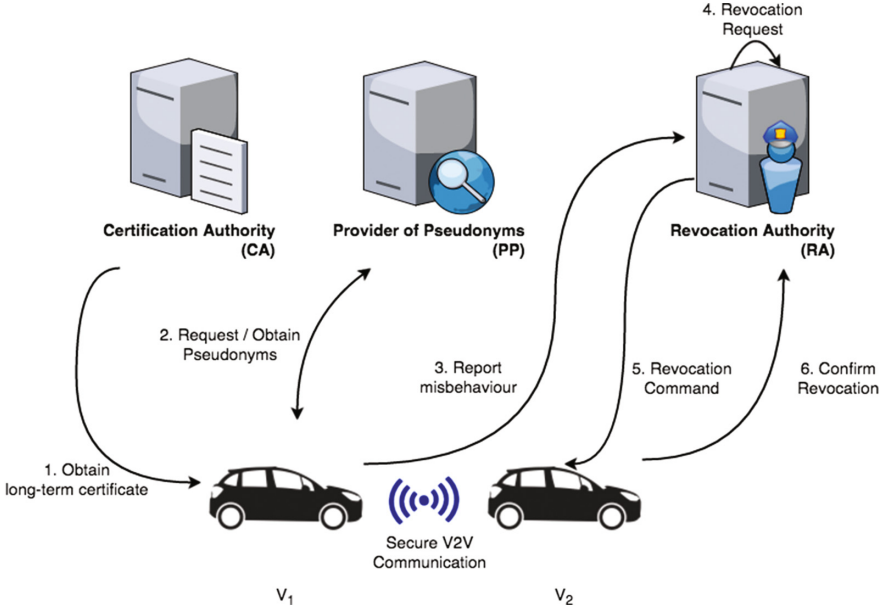 4. Revocation
Request
Certification Authority
(CA)
Provider of Pseudonyms
(PP)
Revocation Authority
(RA)
2. Request / Obtain
Pseudonyms
3. Report
misbehaviour
5. Revocation
Command
6. Confirm
Revocation
1. Obtain
long-term certificate
Secure V2V
Communication
V1
V2